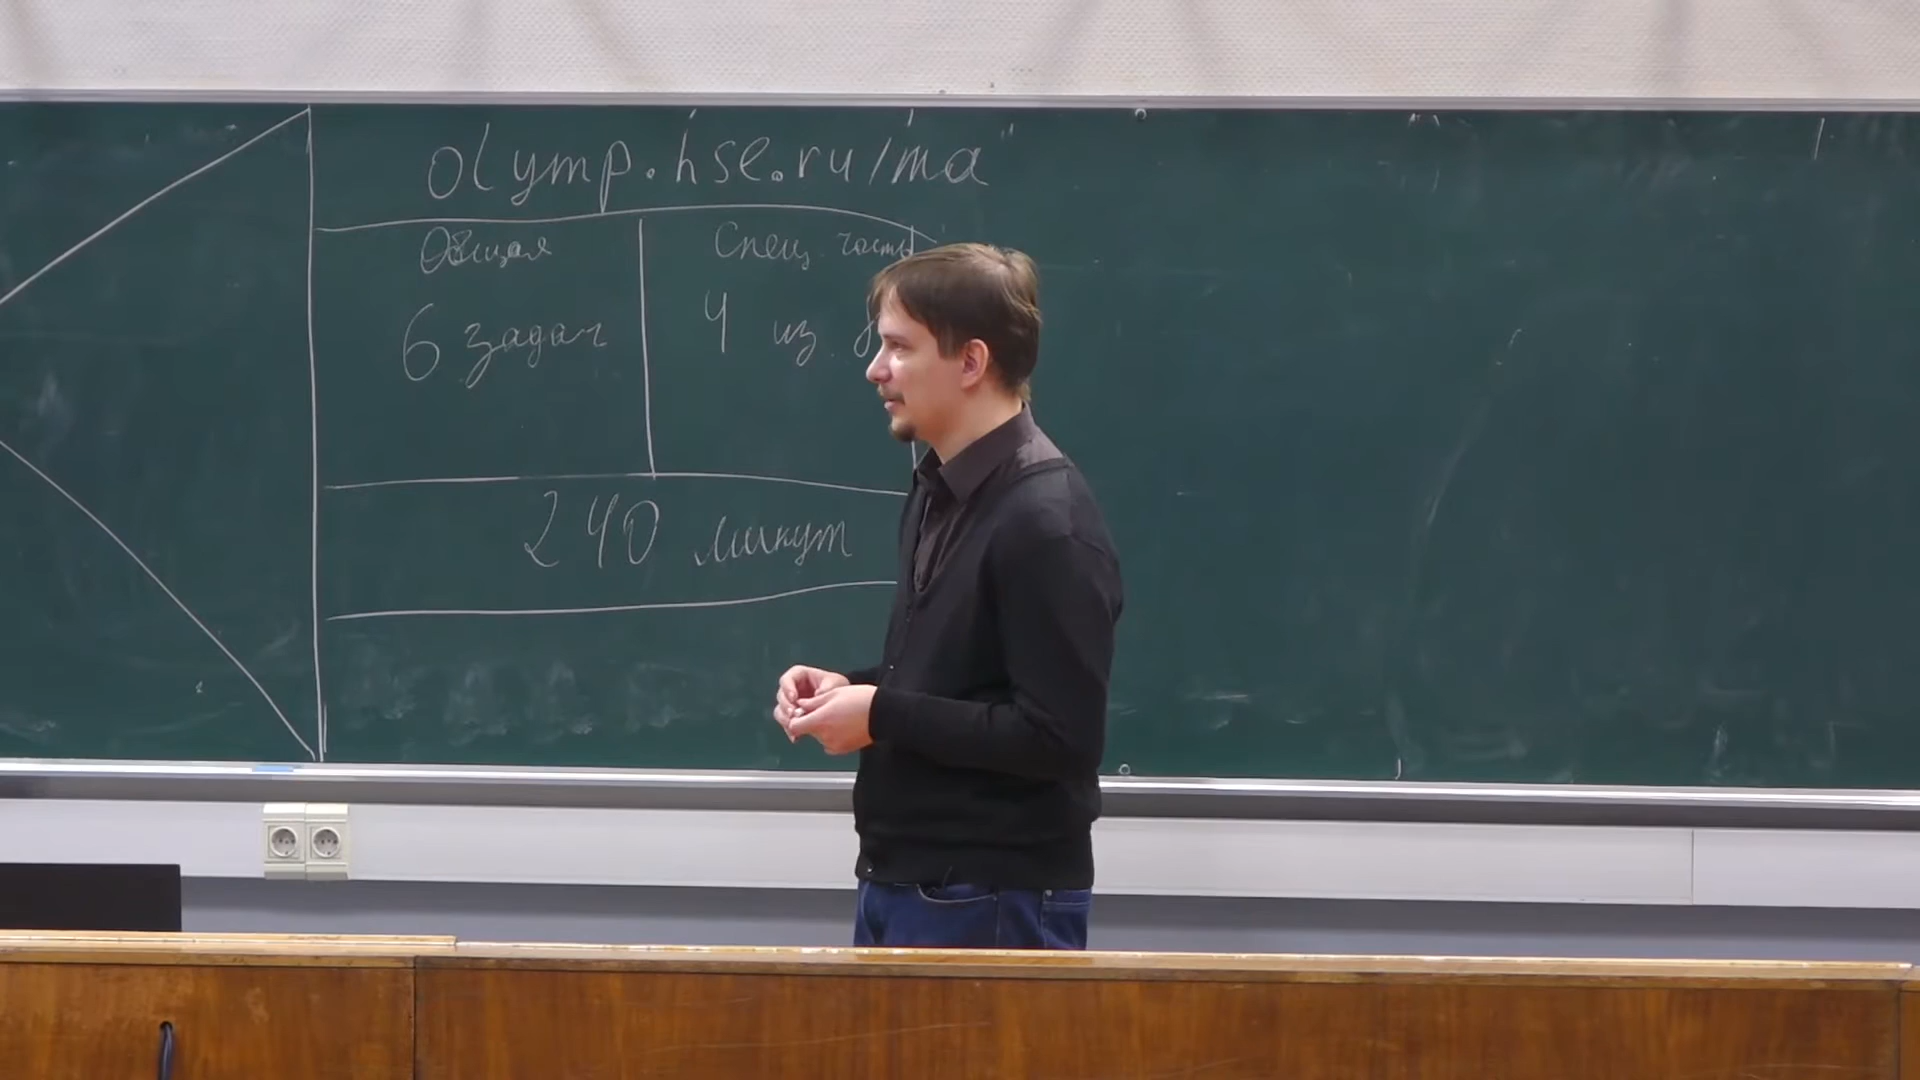 olymp.hse.ru/ma
Общая
Спец. часть
6 задач
4 из
240 минут